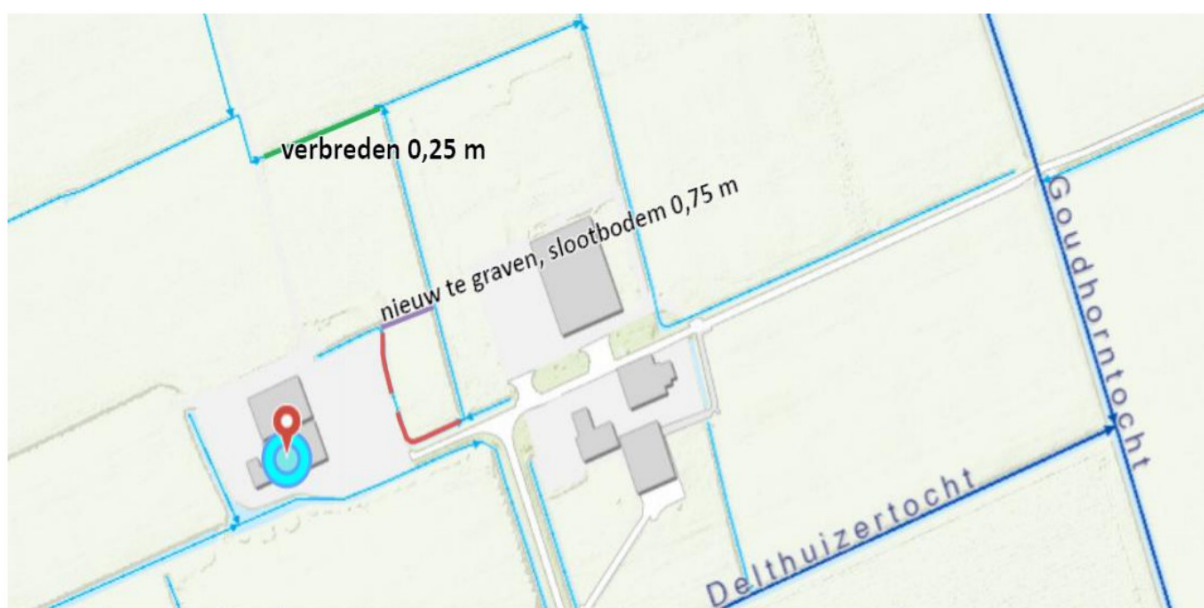 verbreden 0,25 m
nieuw te graven, slootbodem 0,75 m
Goudhorntocht
Delthuizertocht